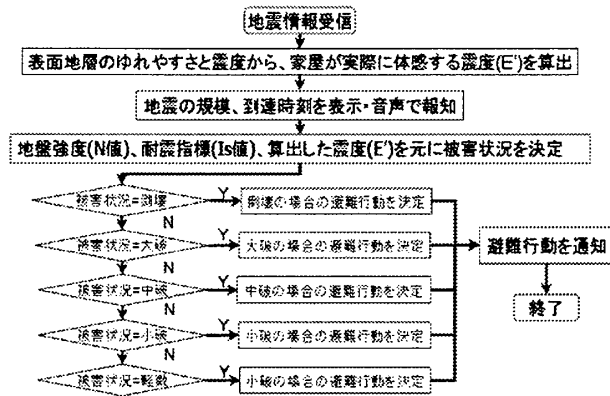 地震情報受信
表面地層のゆれやすさと震度から、家屋が実際に体感する震度(E')を算出
地震の規模、到達時刻を表示・音声で報知
地盤強度(N値)、耐震指標(Is値)、算出した震度(E')を元に被害状況を決定
被害状況=倒壊
Y
倒壊の場合の避難行動を決定
N
被害状況=大破
Y
大破の場合の避難行動を決定
避難行動を通知
N
被害状況=中破
Y
中破の場合の避難行動を決定
終了
N
被害状況=小破
Y
小破の場合の避難行動を決定
N
被害状況=軽微
Y
小破の場合の避難行動を決定